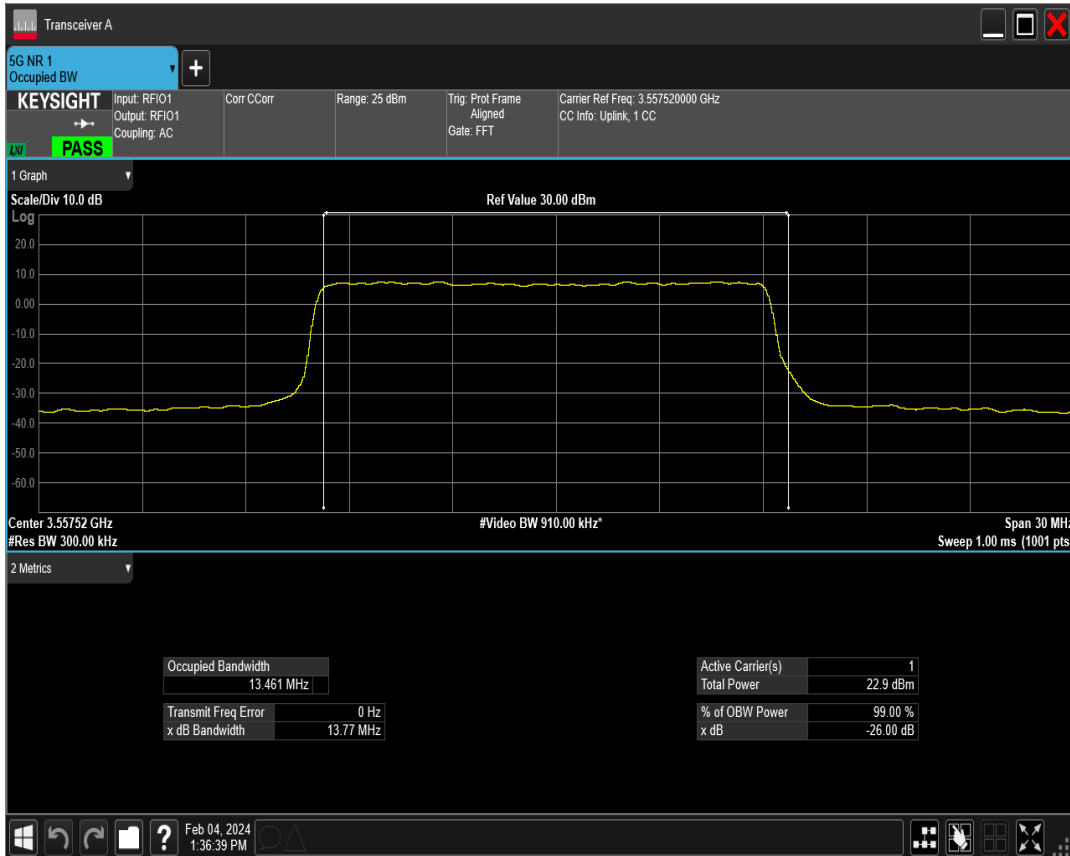 Transceiver A
5G NR 1
Occupied BW
KEYSIGHT
Input: RFIO1
Output: RFIO1
Coupling: AC
Corr CCorr
Range: 25 dBm
Trig: Prot Frame
Aligned
Gate: FFT
Carrier Ref Freq: 3.557520000 GHz
CC Info: Uplink, 1 CC
LXI
PASS
1 Graph
Scale/Div 10.0 dB
Ref Value 30.00 dBm
Log
20.0
10.0
0.00
-10.0
-20.0
-30.0
-40.0
-50.0
-60.0
Center 3.55752 GHz
#Video BW 910.00 kHz*
Span 30 MHz
#Res BW 300.00 kHz
Sweep 1.00 ms (1001 pts
2 Metrics
Occupied Bandwidth
13.461 MHz
Transmit Freq Error 0 Hz
x dB Bandwidth 13.77 MHz
Active Carrier(s) 1
Total Power 22.9 dBm
% of OBW Power 99.00 %
x dB -26.00 dB
?
Feb 04, 2024
1:36:39 PM